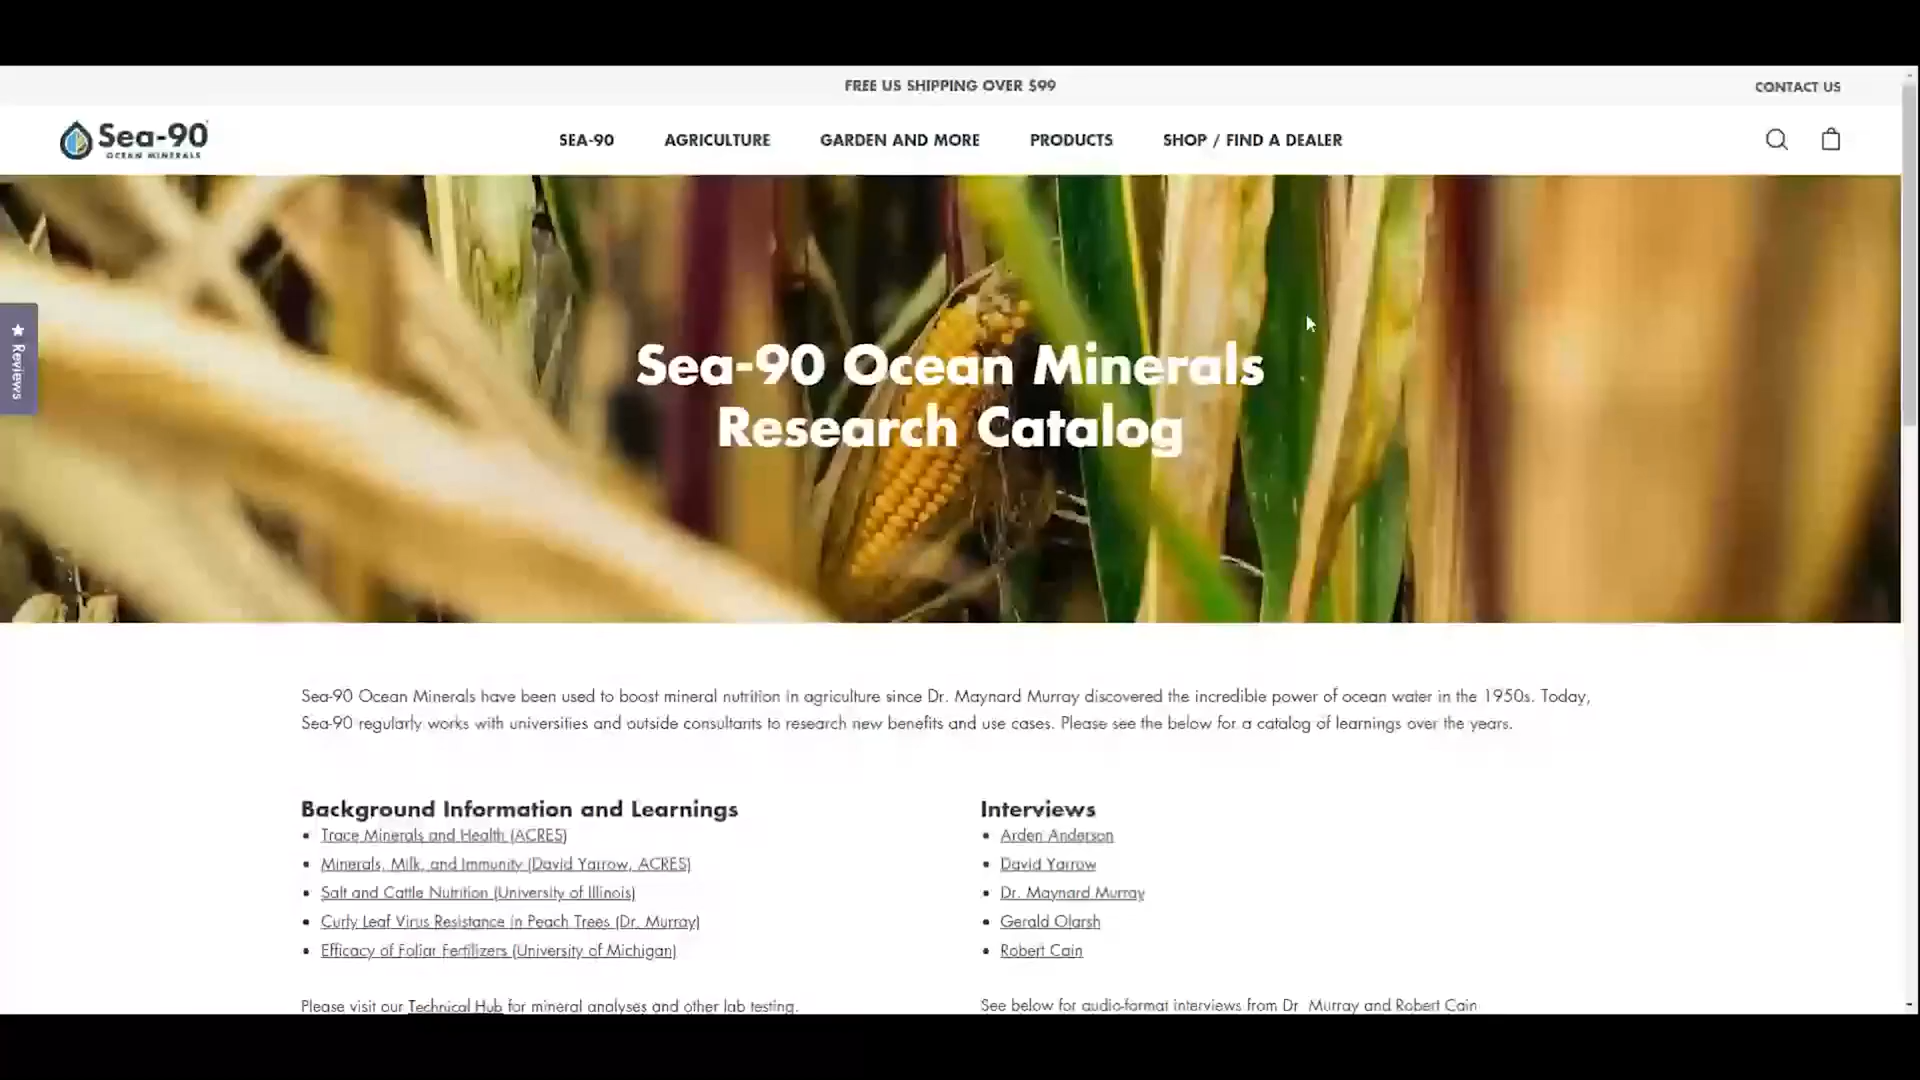 FREE US SHIPPING OVER $99
CONTACT US
Sea-90
OCEAN MINERALS
SEA-90
AGRICULTURE
GARDEN AND MORE
PRODUCTS
SHOP / FIND A DEALER
Reviews
Sea-90 Ocean Minerals
Research Catalog
Sea-90 Ocean Minerals have been used to boost mineral nutrition in agriculture since Dr. Maynard Murray discovered the incredible power of ocean water in the 1950s. Today,
Sea-90 regularly works with universities and outside consultants to research new benefits and use cases. Please see the below for a catalog of learnings over the years.
Background Information and Learnings
Trace Minerals and Health (ACRES)
Minerals, Milk, and Immunity (David Yarrow, ACRES)
Salt and Cattle Nutrition (University of Illinois)
Curly Leaf Virus Resistance in Peach Trees (Dr. Murray)
Efficacy of Foliar Fertilizers (University of Michigan)
Please visit our Technical Hub for mineral analyses and other lab testing.
Interviews
Arden Anderson
David Yarrow
Dr. Maynard Murray
Gerald Olarsh
Robert Cain
See below for audio-format interviews from Dr. Murray and Robert Cain